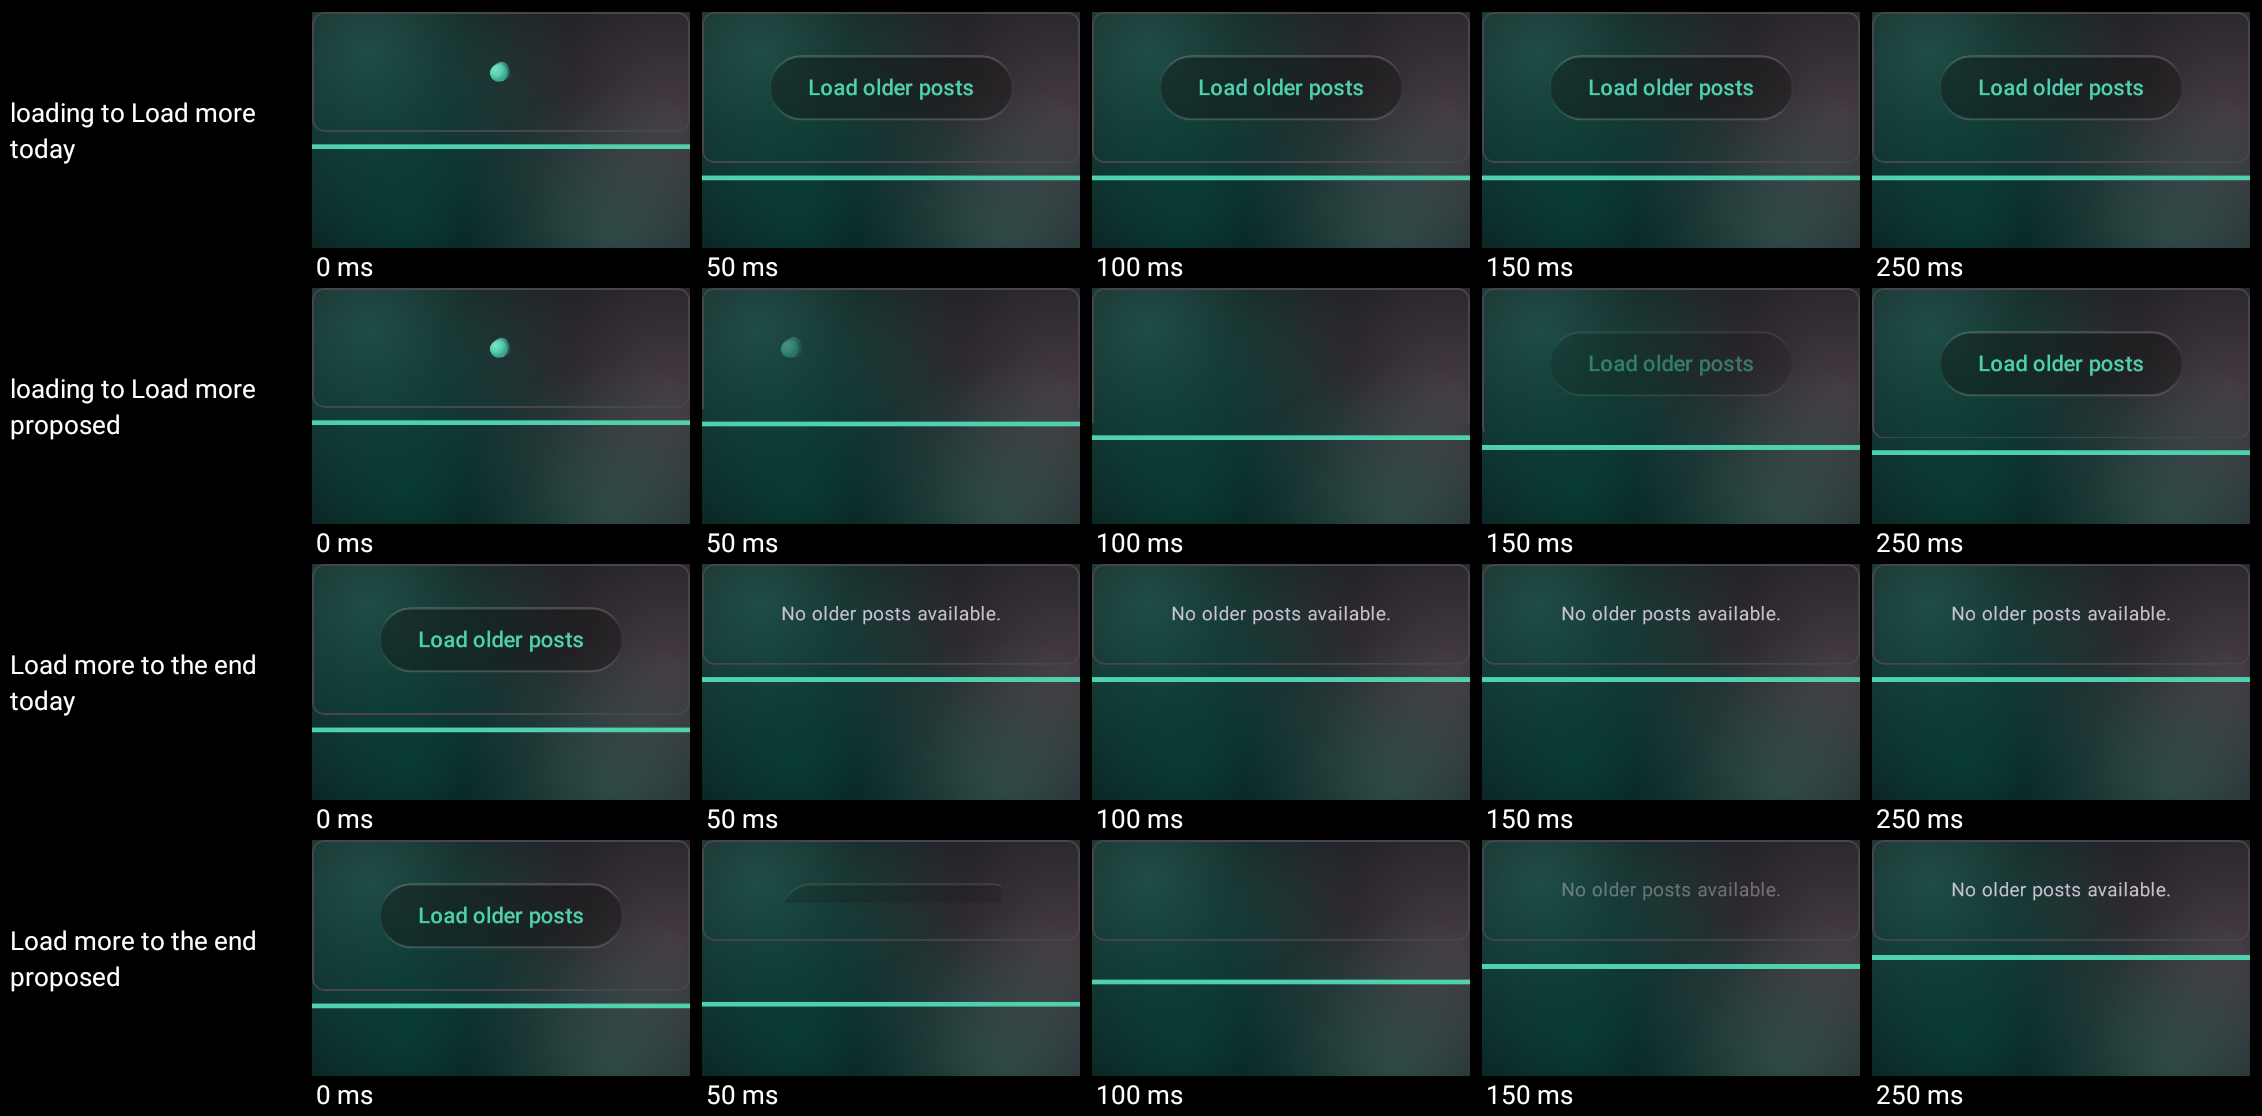 loading to Load more
today
Load older posts
Load older posts
Load older posts
Load older posts
0 ms
50 ms
100 ms
150 ms
250 ms
loading to Load more
proposed
Load older posts
Load older posts
0 ms
50 ms
100 ms
150 ms
250 ms
Load more to the end
today
Load older posts
No older posts available.
No older posts available.
No older posts available.
No older posts available.
0 ms
50 ms
100 ms
150 ms
250 ms
Load more to the end
proposed
Load older posts
No older posts available.
No older posts available.
0 ms
50 ms
100 ms
150 ms
250 ms